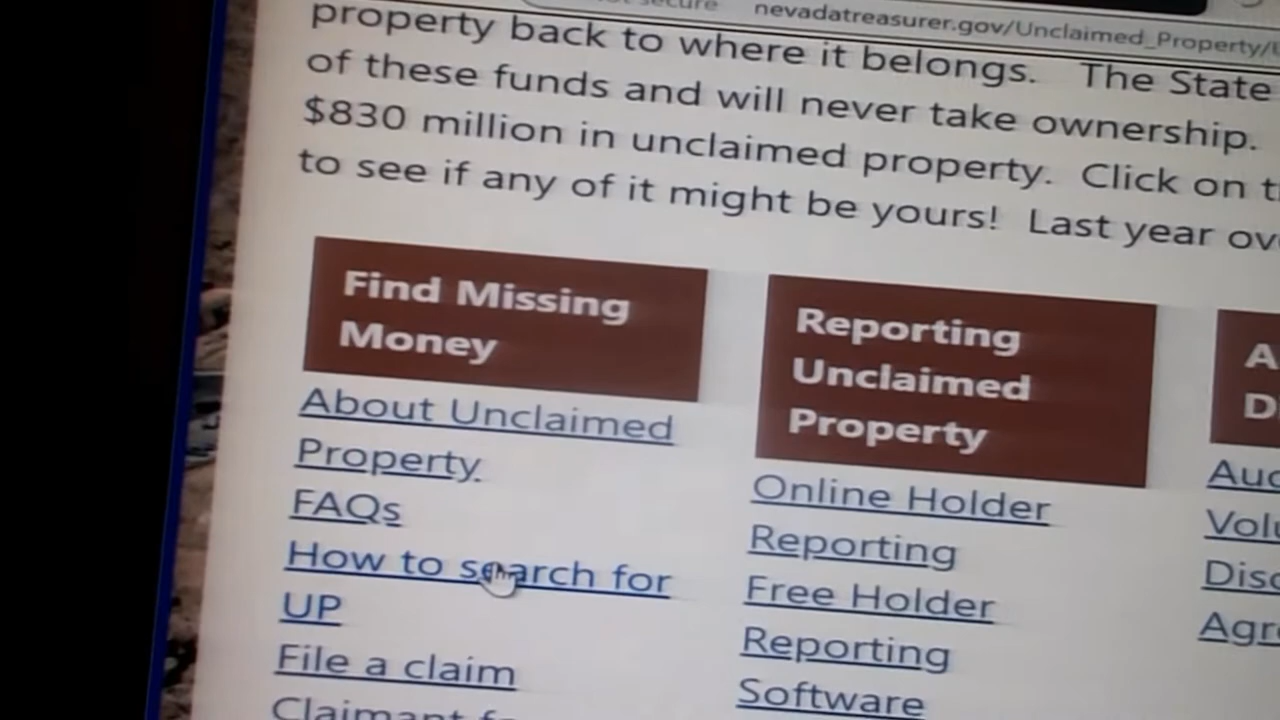 secure nevadatreasurer.gov/Unclaimed_Property/
property back to where it belongs. The State
of these funds and will never take ownership.
$830 million in unclaimed property. Click on
to see if any of it might be yours! Last year
Find Missing
Money
About Unclaimed
Property.
FAQs
How to search for
UP
File a claim
Claimant
Reporting
Unclaimed
Property
Online Holder
Reporting
Free Holder
Reporting
Software